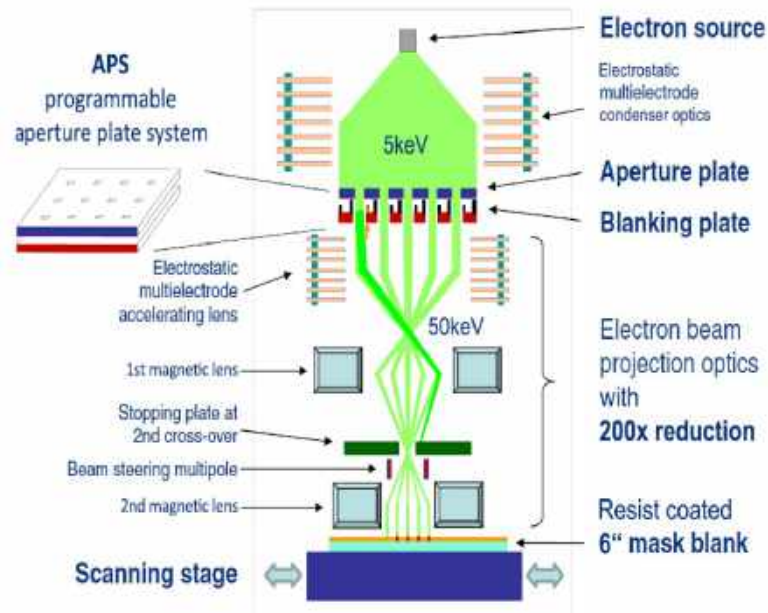 Electron source
Electrostatic
multielectrode
condenser optics
APS
programmable
aperture plate system
5keV
Aperture plate
Blanking plate
Electrostatic
multielectrode
accelerating lens
50keV
Electron beam
projection optics
with
200x reduction
1st magnetic lens
Stopping plate at
2nd cross-over
Beam steering multipole
2nd magnetic lens
Resist coated
6“ mask blank
Scanning stage